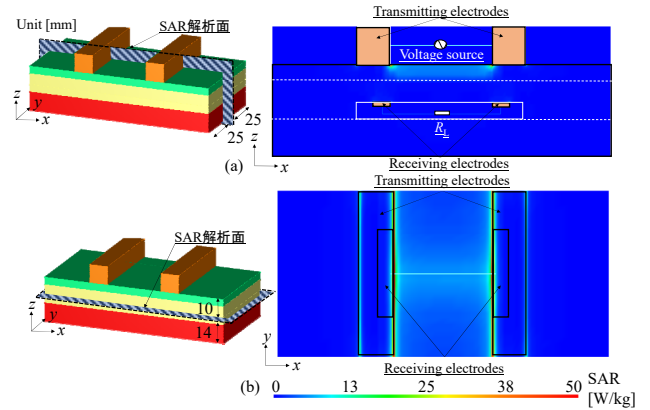 Unit [mm]
SAR解析面
z
y
x
25
25
(a)
Transmitting electrodes
Voltage source
R_L
z
x
Receiving electrodes
Transmitting electrodes
SAR解析面
10
14
z
y
x
y
x
Receiving electrodes
(b)
0 13 25 38 50
SAR
[W/kg]